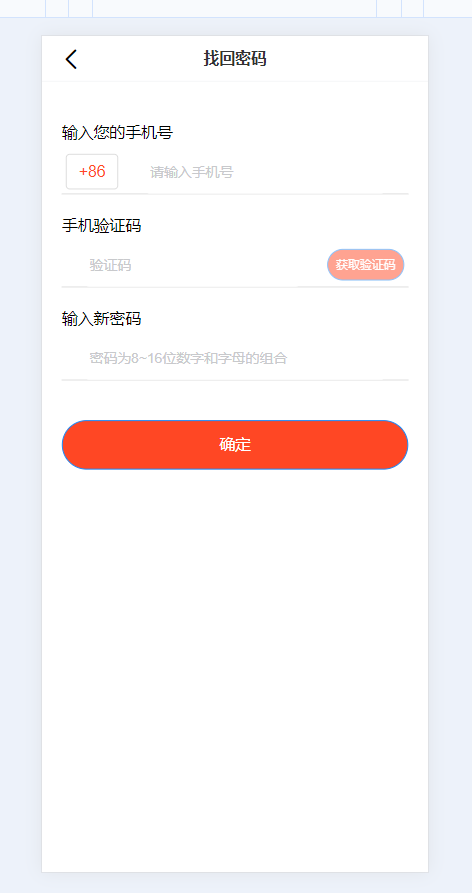 找回密码
输入您的手机号
+86 请输入手机号
手机验证码
验证码 获取验证码
输入新密码
密码为8~16位数字和字母的组合
确定